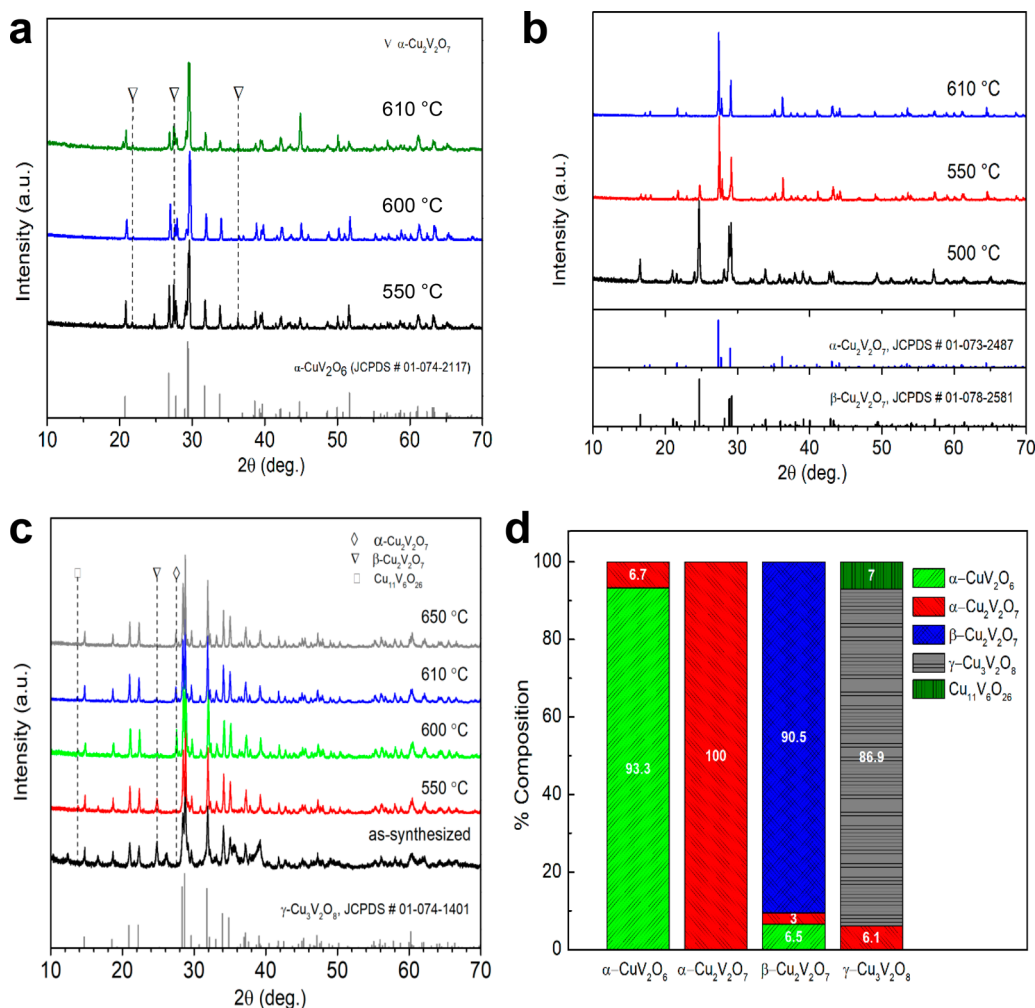 a
Intensity (a.u.)
∇ α-Cu₂V₂O₇
610 °C
600 °C
550 °C
α-CuV₂O₆ (JCPDS # 01-074-2117)
10 20 30 40 50 60 70
2θ (deg.)
b
Intensity (a.u.)
610 °C
550 °C
500 °C
α-Cu₂V₂O₇, JCPDS # 01-073-2487
β-Cu₂V₂O₇, JCPDS # 01-078-2581
10 20 30 40 50 60 70
2θ (deg.)
c
Intensity (a.u.)
◊ α-Cu₂V₂O₇
▽ β-Cu₂V₂O₇
□ Cu₁₁V₆O₂₆
650 °C
610 °C
600 °C
550 °C
as-synthesized
γ-Cu₃V₂O₈, JCPDS # 01-074-1401
10 20 30 40 50 60 70
2θ (deg.)
d
% Composition
100
80
60
40
20
0
6.7
93.3
100
90.5
3
6.5
7
86.9
6.1
α-CuV₂O₆
α-Cu₂V₂O₇
β-Cu₂V₂O₇
γ-Cu₃V₂O₈
Cu₁₁V₆O₂₆
α-CuV₂O₆ α-Cu₂V₂O₇ β-Cu₂V₂O₇ γ-Cu₃V₂O₈